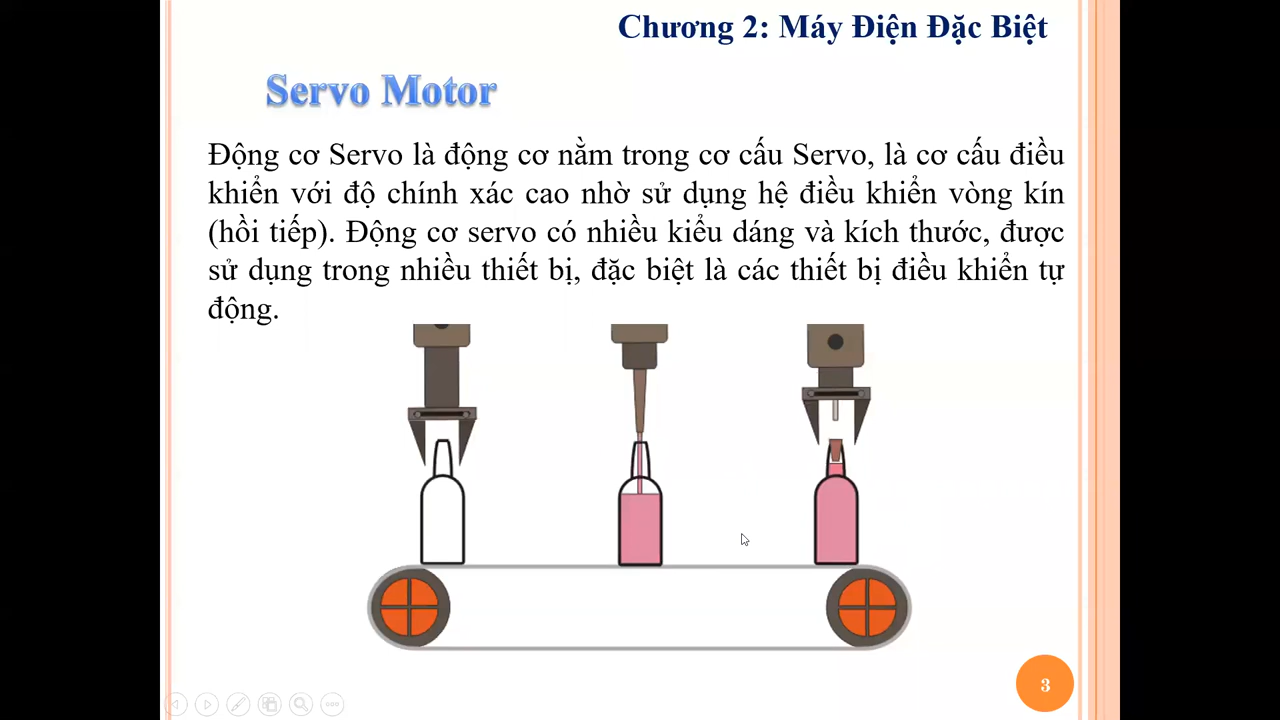 Chương 2: Máy Điện Đặc Biệt
Servo Motor
Động cơ Servo là động cơ nằm trong cơ cấu Servo, là cơ cấu điều
khiển với độ chính xác cao nhờ sử dụng hệ điều khiển vòng kín
(hồi tiếp). Động cơ servo có nhiều kiểu dáng và kích thước, được
sử dụng trong nhiều thiết bị, đặc biệt là các thiết bị điều khiển tự
động.
3